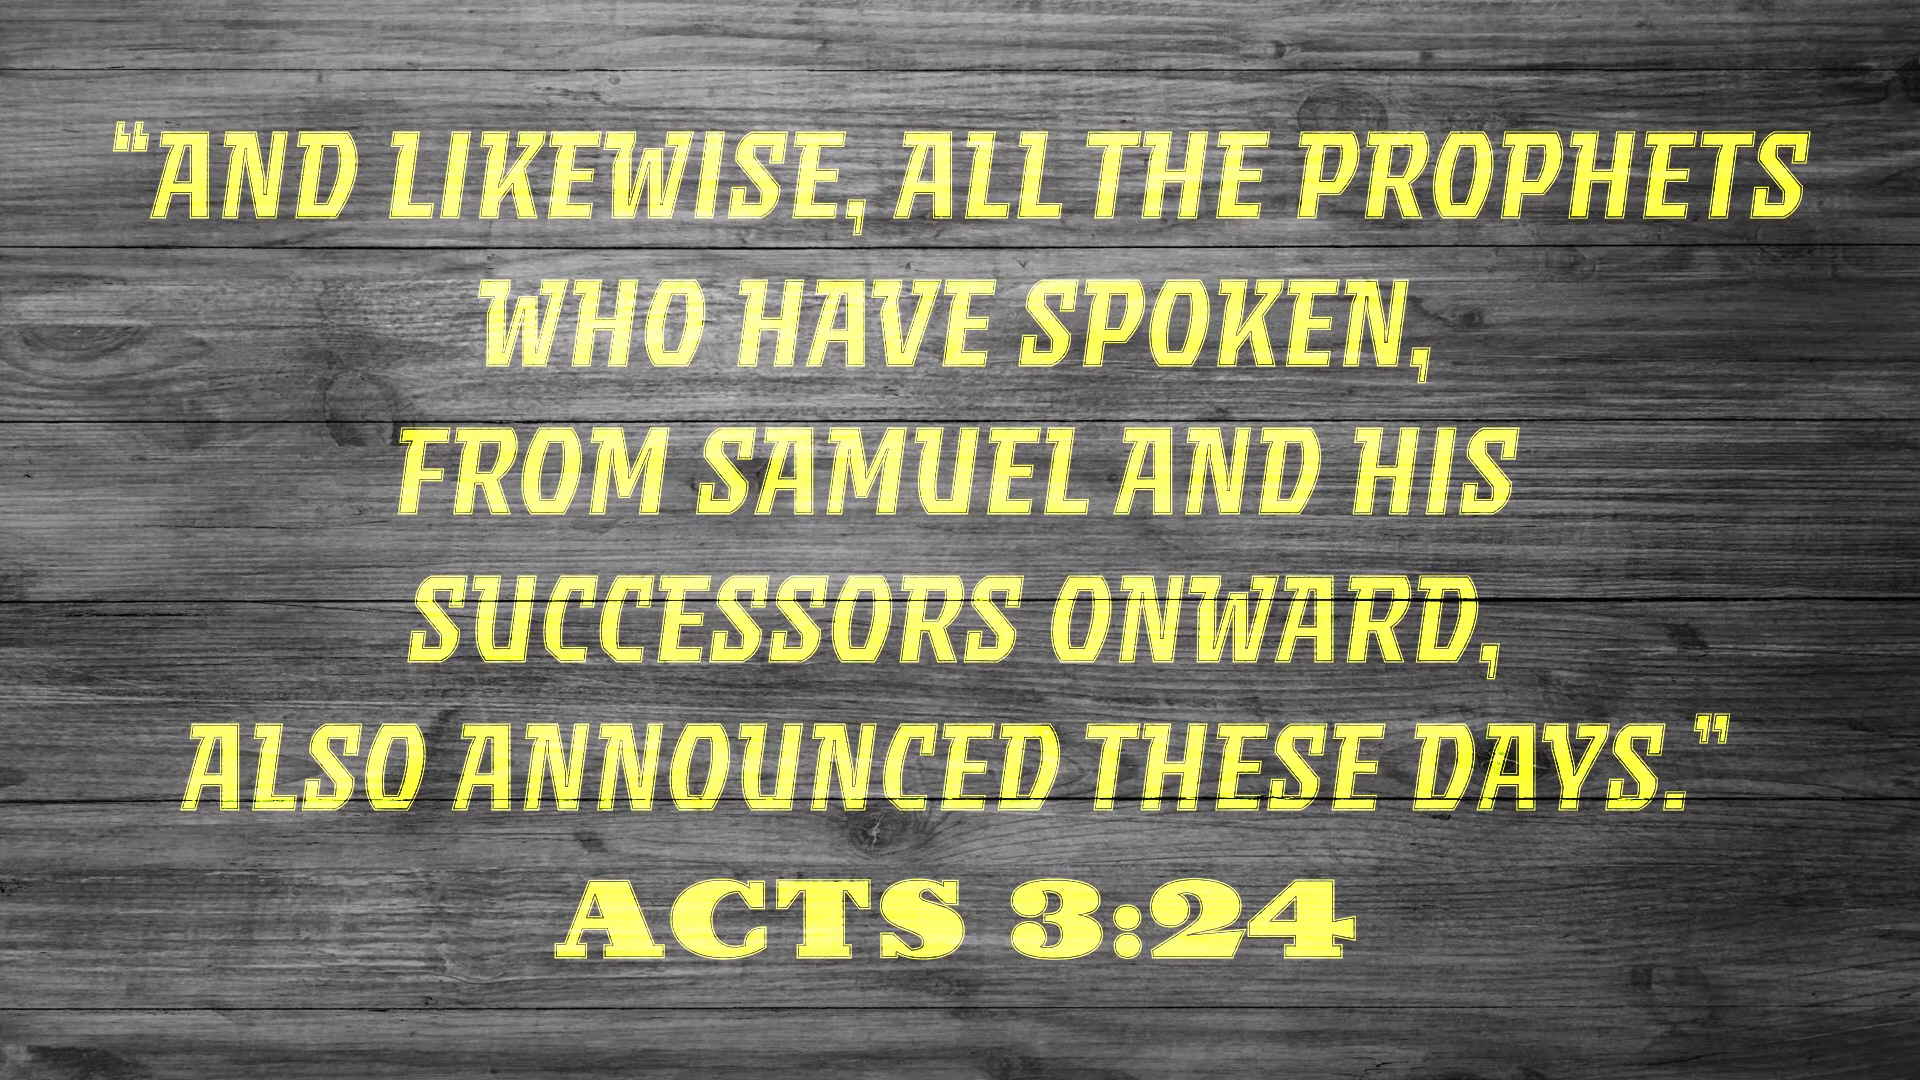 “AND LIKEWISE, ALL THE PROPHETS
WHO HAVE SPOKEN,
FROM SAMUEL AND HIS
SUCCESSORS ONWARD,
ALSO ANNOUNCED THESE DAYS.”
ACTS 3:24